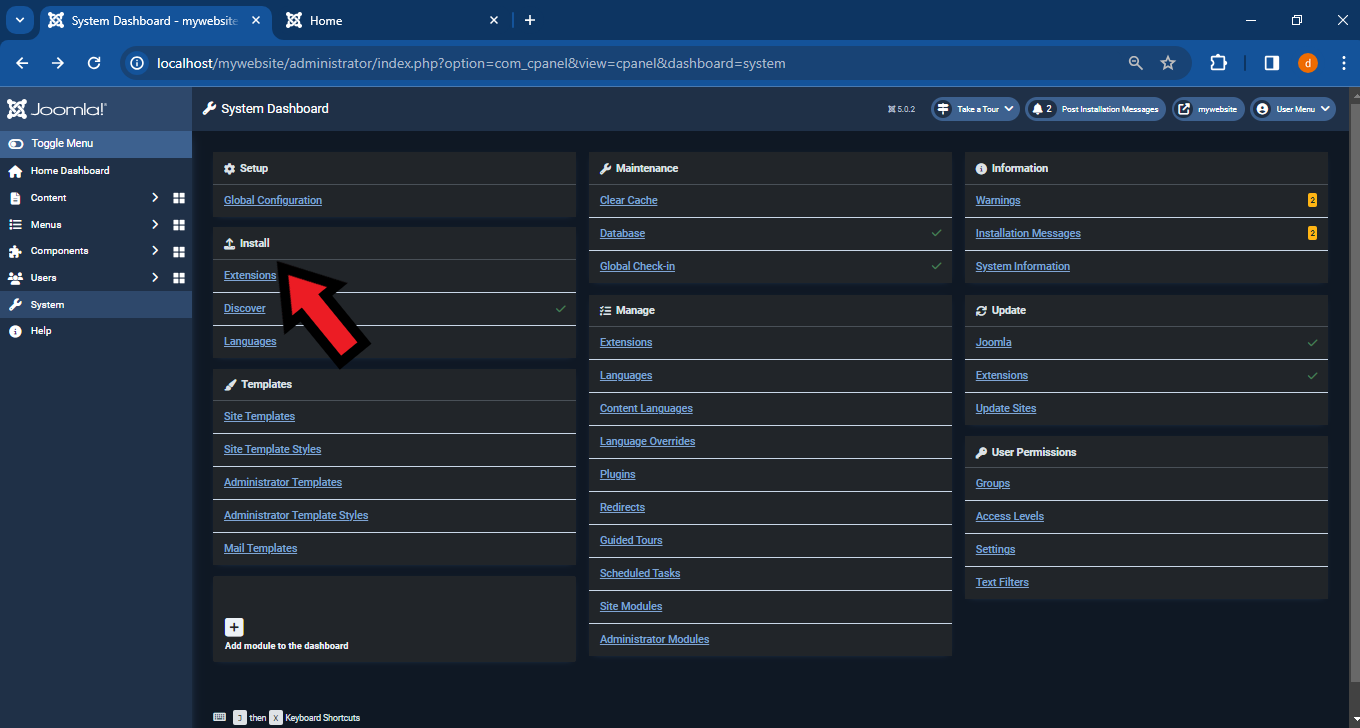 System Dashboard - mywebsite
Home
localhost/mywebsite/administrator/index.php?option=com_cpanel&view=cpanel&dashboard=system
d
Joomla!®
System Dashboard
5.0.2
Take a Tour
2 Post Installation Messages
mywebsite
User Menu
Toggle Menu
Home Dashboard
Content
Menus
Components
Users
System
Help
Setup
Global Configuration
Install
Extensions
Discover
Languages
Templates
Site Templates
Site Template Styles
Administrator Templates
Administrator Template Styles
Mail Templates
Add module to the dashboard
Maintenance
Clear Cache
Database
Global Check-in
Manage
Extensions
Languages
Content Languages
Language Overrides
Plugins
Redirects
Guided Tours
Scheduled Tasks
Site Modules
Administrator Modules
Information
Warnings 2
Installation Messages 2
System Information
Update
Joomla
Extensions
Update Sites
User Permissions
Groups
Access Levels
Settings
Text Filters
J then X Keyboard Shortcuts